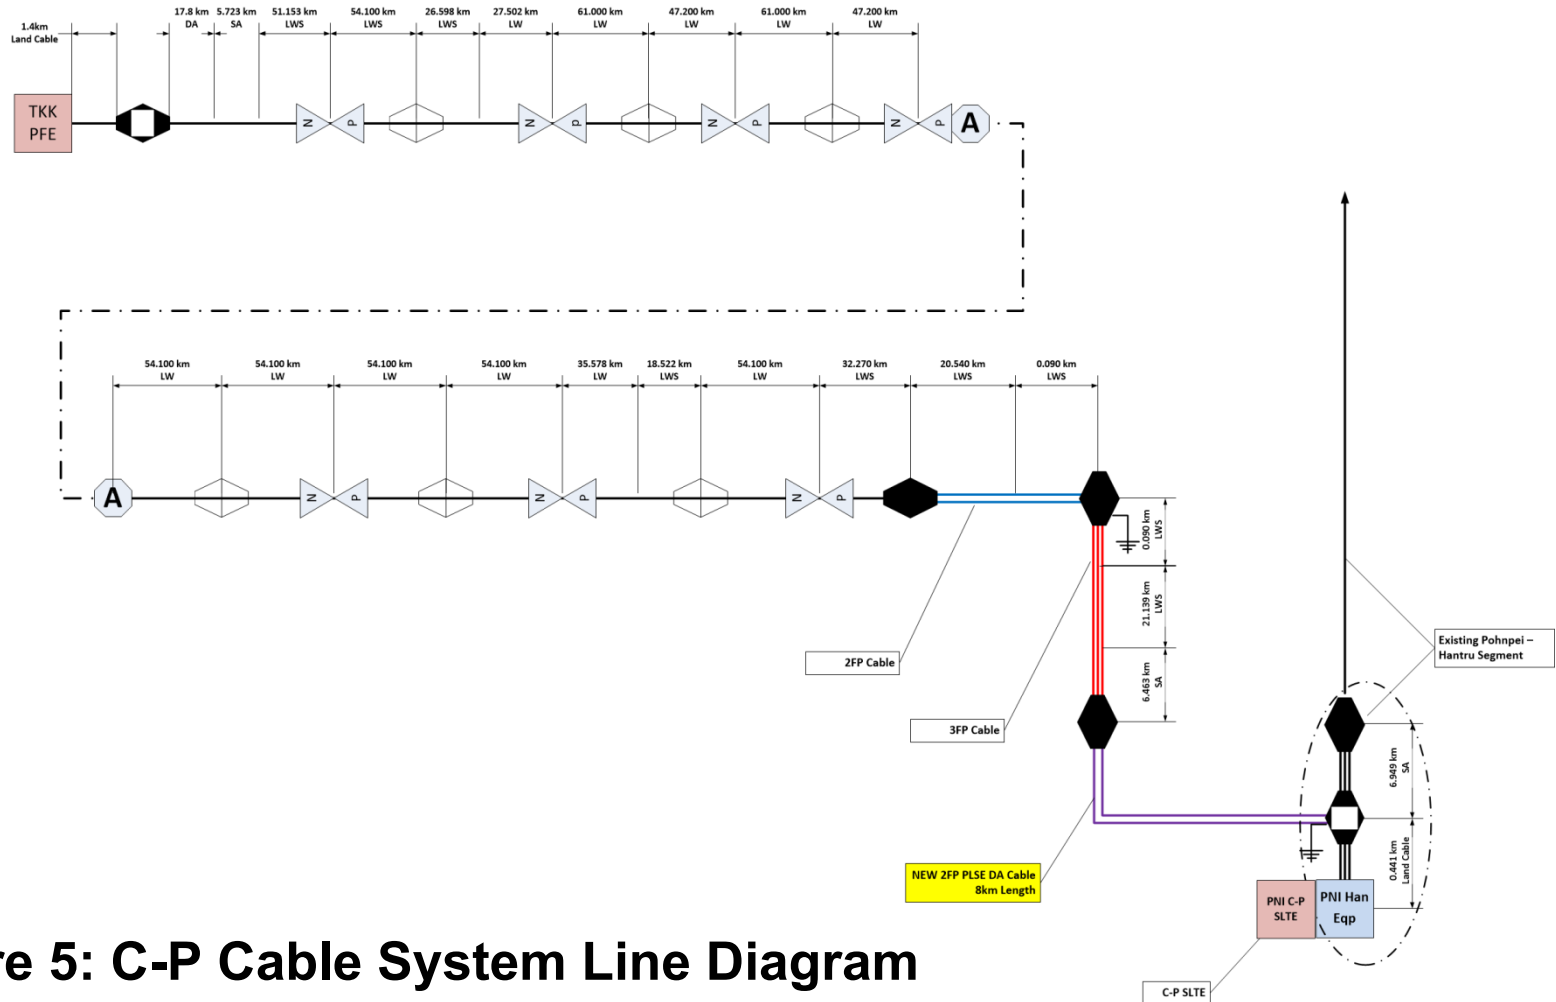 1.4km
Land Cable
17.8 km
DA
5.723 km
SA
51.153 km
LWS
54.100 km
LWS
26.598 km
LWS
27.502 km
LW
61.000 km
LW
47.200 km
LW
61.000 km
LW
47.200 km
LW
TKK
PFE
N
P
N
P
N
P
N
P
A
54.100 km
LW
54.100 km
LW
54.100 km
LW
54.100 km
LW
35.578 km
LW
18.522 km
LWS
54.100 km
LW
32.270 km
LWS
20.540 km
LWS
0.090 km
LWS
A
N
P
N
P
N
P
0.090 km
LWS
21.139 km
LWS
6.463 km
SA
2FP Cable
3FP Cable
Existing Pohnpei –
Hantru Segment
6.949 km
SA
0.441 km
Land Cable
NEW 2FP PLSE DA Cable
8km Length
PNI C-P
SLTE
PNI Han
Eqp
re 5: C-P Cable System Line Diagram
C-P SLTE